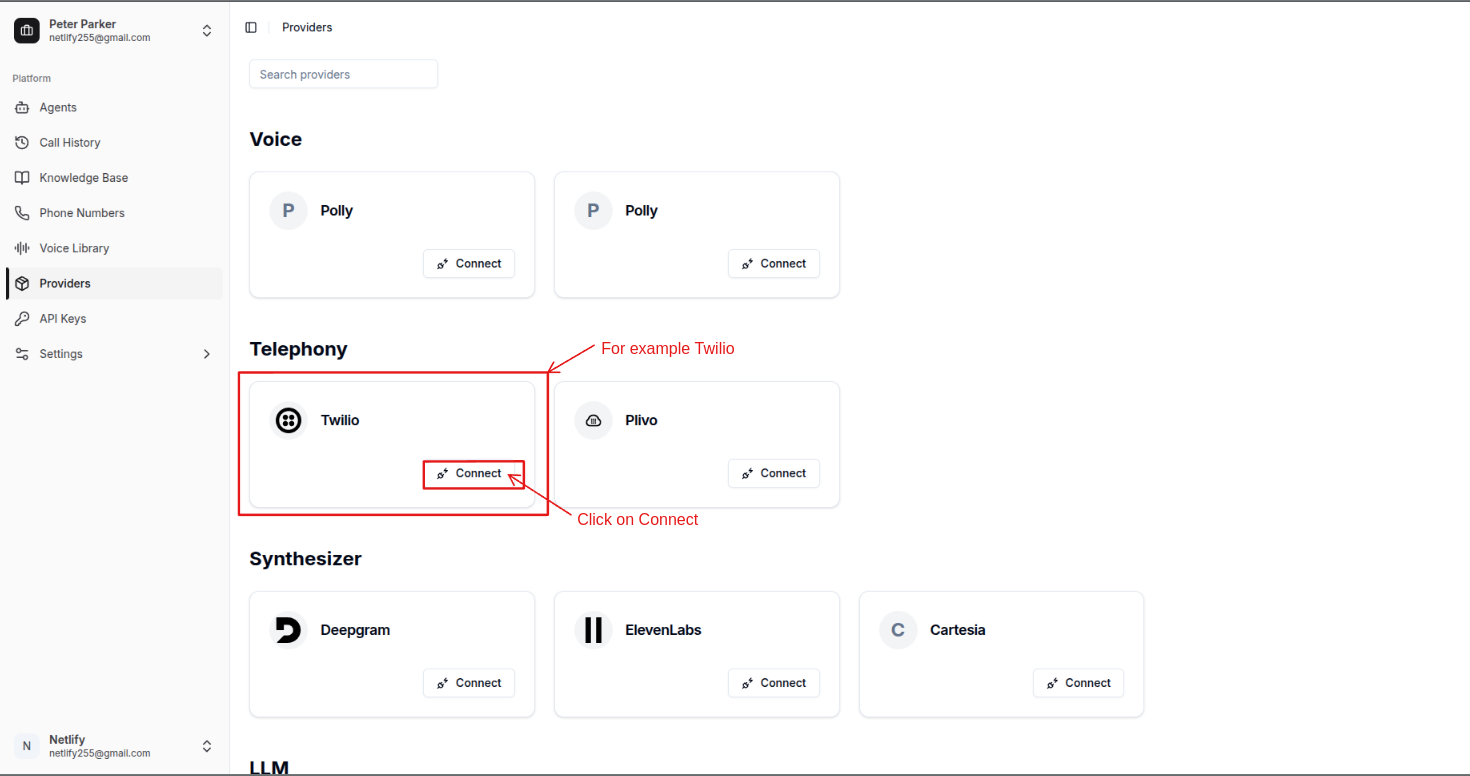 Peter Parker
netlify255@gmail.com
Platform
Agents
Call History
Knowledge Base
Phone Numbers
Voice Library
Providers
API Keys
Settings
N
Netlify
netlify255@gmail.com
Providers
Search providers
Voice
P
Polly
Connect
P
Polly
Connect
Telephony
For example Twilio
Twilio
Connect
Plivo
Connect
Click on Connect
Synthesizer
Deepgram
Connect
ElevenLabs
Connect
C
Cartesia
Connect
LLM